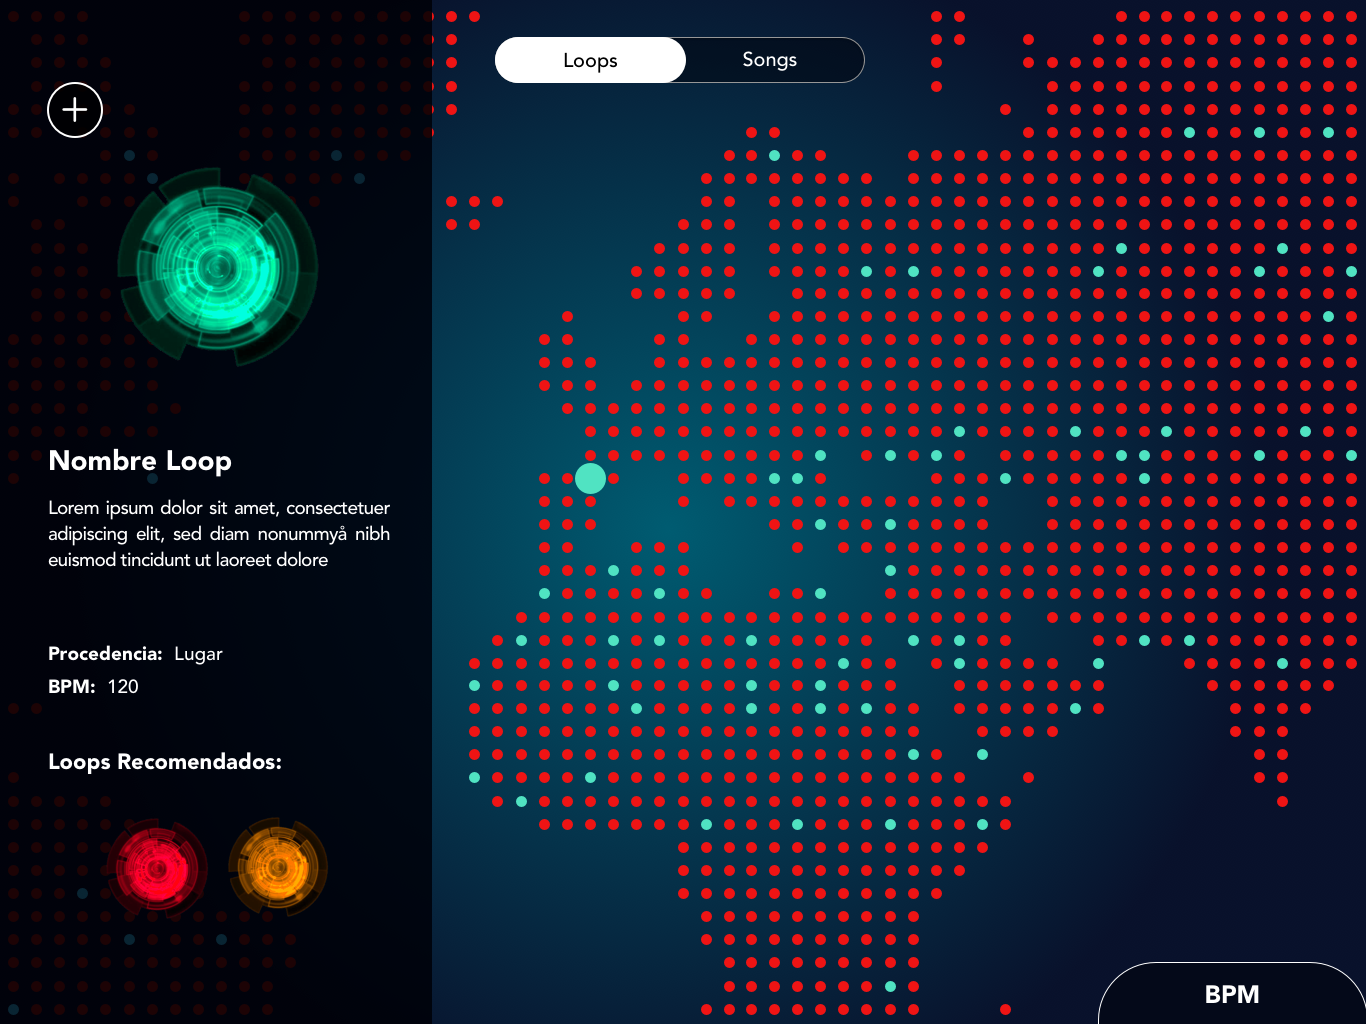 Loops
Songs
Nombre Loop
Lorem ipsum dolor sit amet, consectetuer
adipiscing elit, sed diam nonummyå nibh
euismod tincidunt ut laoreet dolore
Procedencia: Lugar
BPM: 120
Loops Recomendados:
BPM